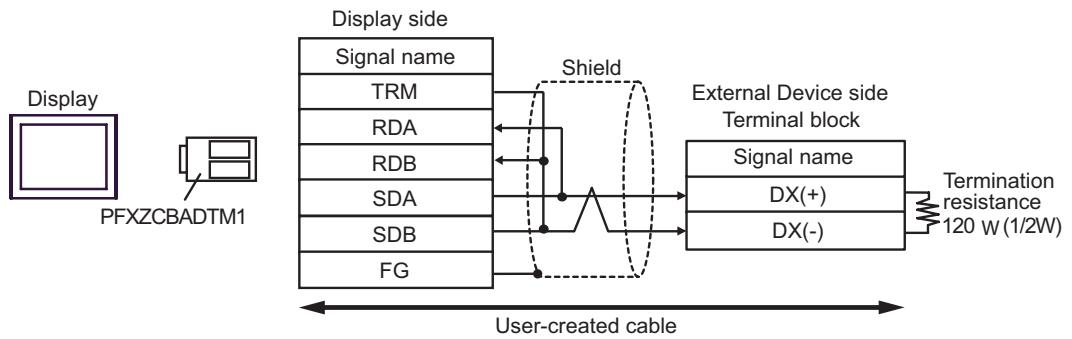 Display side
Signal name
TRM
RDA
RDB
SDA
SDB
FG
Shield
Display
PFXZCBADTM1
External Device side
Terminal block
Signal name
DX(+)
DX(-)
Termination
resistance
120 W (1/2W)
User-created cable